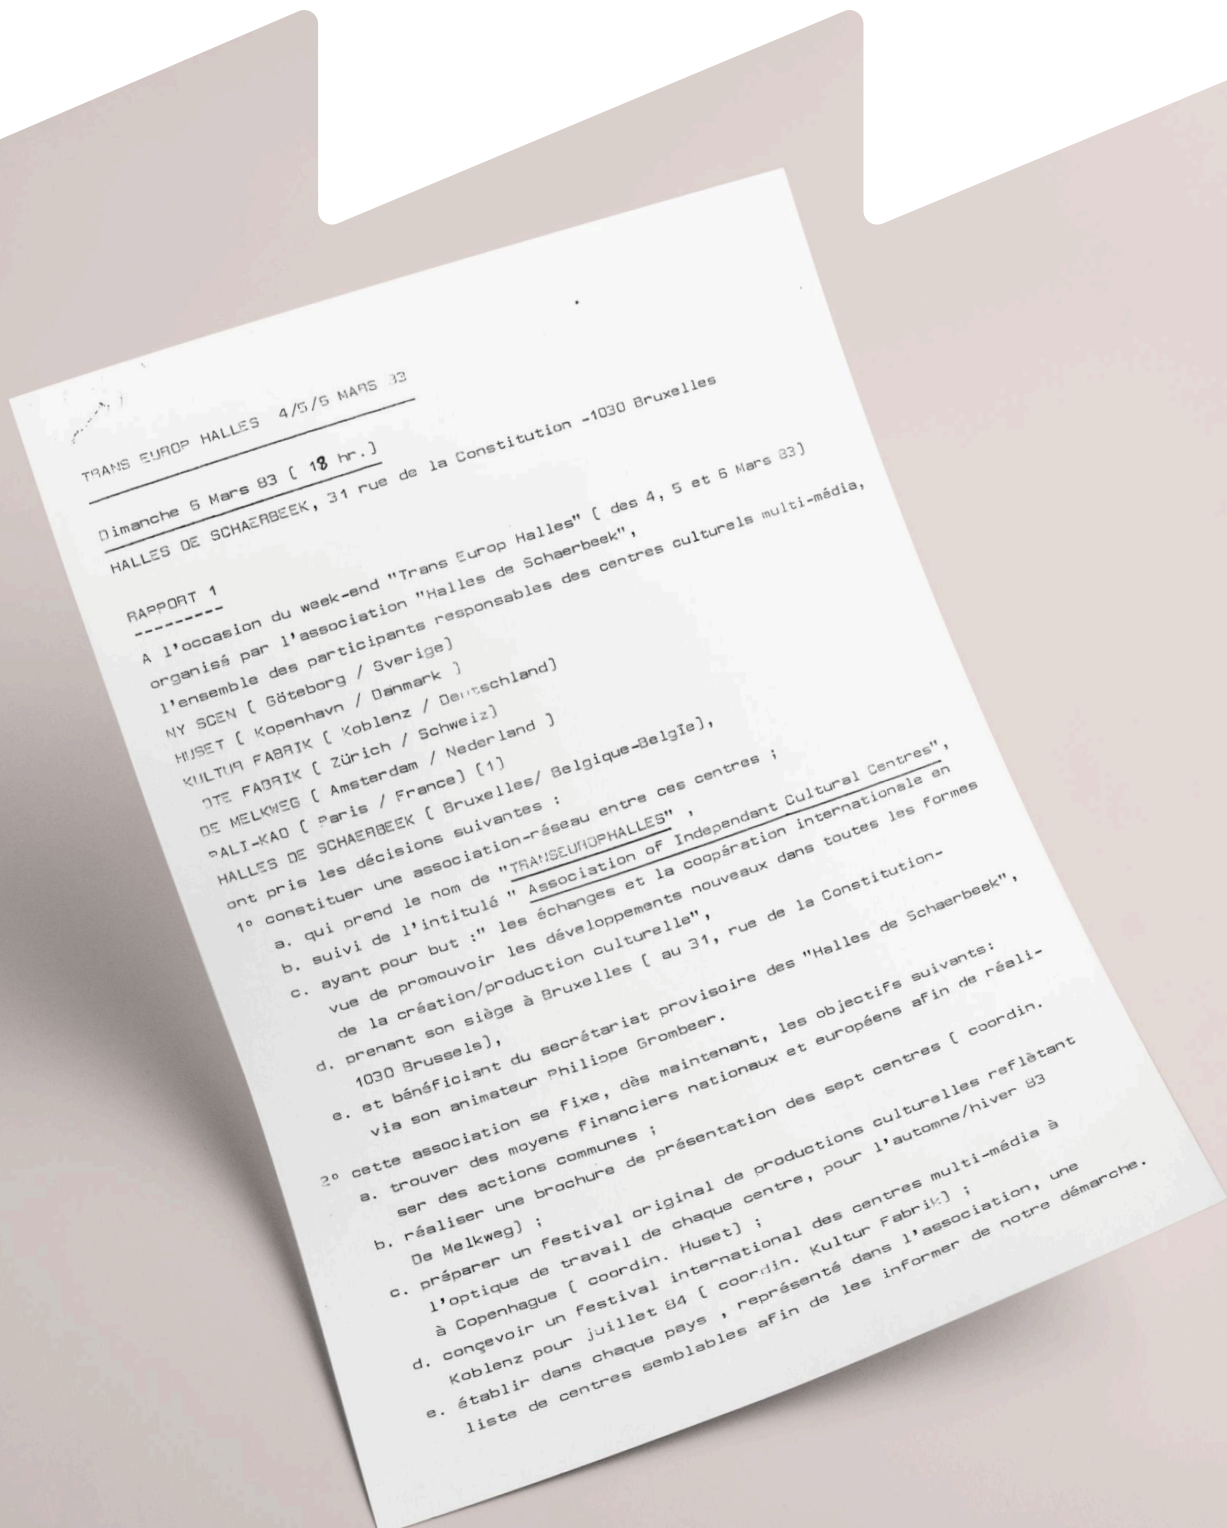 TRANS EUROP HALLES 4/5/6 MARS 83
Dimanche 6 Mars 83 ( 18 hr.)
HALLES DE SCHAERBEEK, 31 rue de la Constitution -1030 Bruxelles
RAPPORT 1
---------
A l'occasion du week-end "Trans Europ Halles" ( des 4, 5 et 6 Mars 83)
organisé par l'association "Halles de Schaerbeek",
l'ensemble des participants responsables des centres culturels multi-média,
NY SCEN ( Göteborg / Sverige)
HUSET ( Kopenhavn / Danmark )
KULTUR FABRIK ( Koblenz / Deutschland)
OTE FABRIK ( Zürich / Schweiz)
DE MELKWEG ( Amsterdam / Nederland )
PALI-KAO ( Paris / France) (1)
HALLES DE SCHAERBEEK ( Bruxelles/ Belgique-Belgïe),
ont pris les décisions suivantes :
1° constituer une association-réseau entre ces centres ;
a. qui prend le nom de "TRANSEUROPHALLES" ,
b. suivi de l'intitulé " Association of Independant Cultural Centres",
c. ayant pour but :" les échanges et la coopération internationale en
vue de promouvoir les développements nouveaux dans toutes les formes
de la création/production culturelle",
d. prenant son siège à Bruxelles ( au 31, rue de la Constitution-
1030 Brussels),
e. et bénéficiant du secrétariat provisoire des "Halles de Schaerbeek",
via son animateur Philippe Grombeer.
2° cette association se fixe, dès maintenant, les objectifs suivants:
a. trouver des moyens financiers nationaux et européens afin de réali-
ser des actions communes ;
b. réaliser une brochure de présentation des sept centres ( coordin.
De Melkweg) ;
c. préparer un festival original de productions culturelles reflètant
l'optique de travail de chaque centre, pour l'automne/hiver 83
à Copenhague ( coordin. Huset) ;
d. conçevoir un festival international des centres multi-média à
Koblenz pour juillet 84 ( coordin. Kultur Fabrik) ;
e. établir dans chaque pays , représenté dans l'association, une
liste de centres semblables afin de les informer de notre démarche.